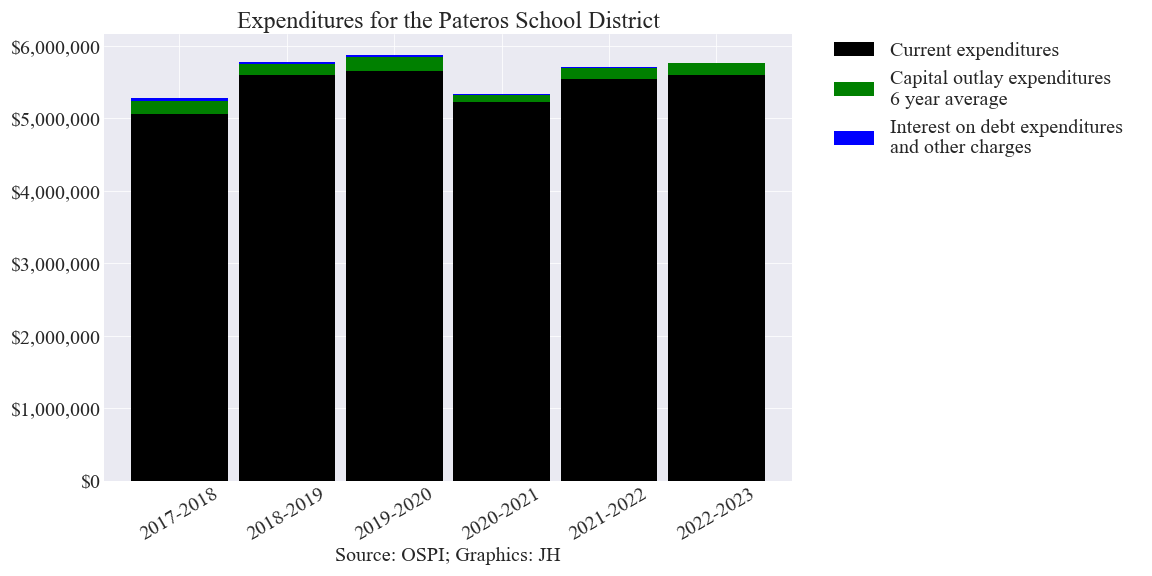 Expenditures for the Pateros School District
$6,000,000
$5,000,000
$4,000,000
$3,000,000
$2,000,000
$1,000,000
$0
2017-2018
2018-2019
2019-2020
2020-2021
2021-2022
2022-2023
Source: OSPI; Graphics: JH
Current expenditures
Capital outlay expenditures
6 year average
Interest on debt expenditures
and other charges